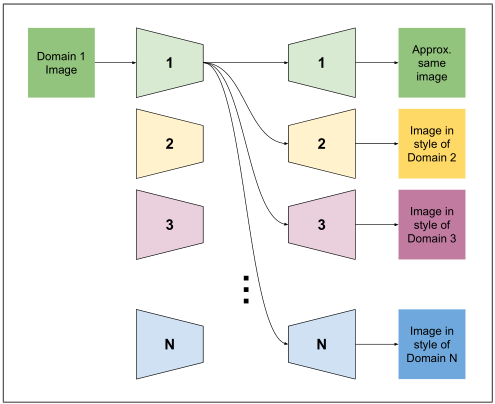 Domain 1
Image
1
1
Approx.
same
image
2
2
Image in
style of
Domain 2
3
3
Image in
style of
Domain 3
N
N
Image in
style of
Domain N